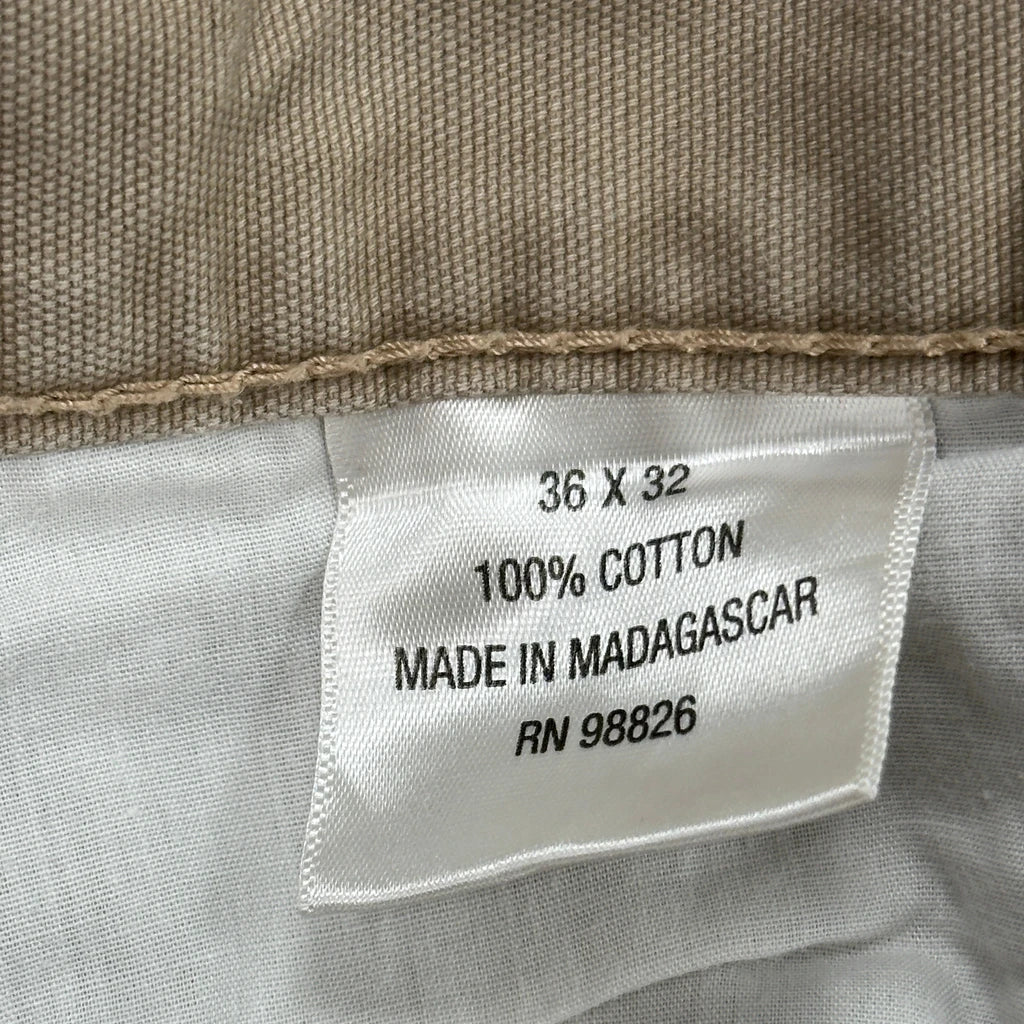 36 X 32
100% COTTON
MADE IN MADAGASCAR
RN 98826